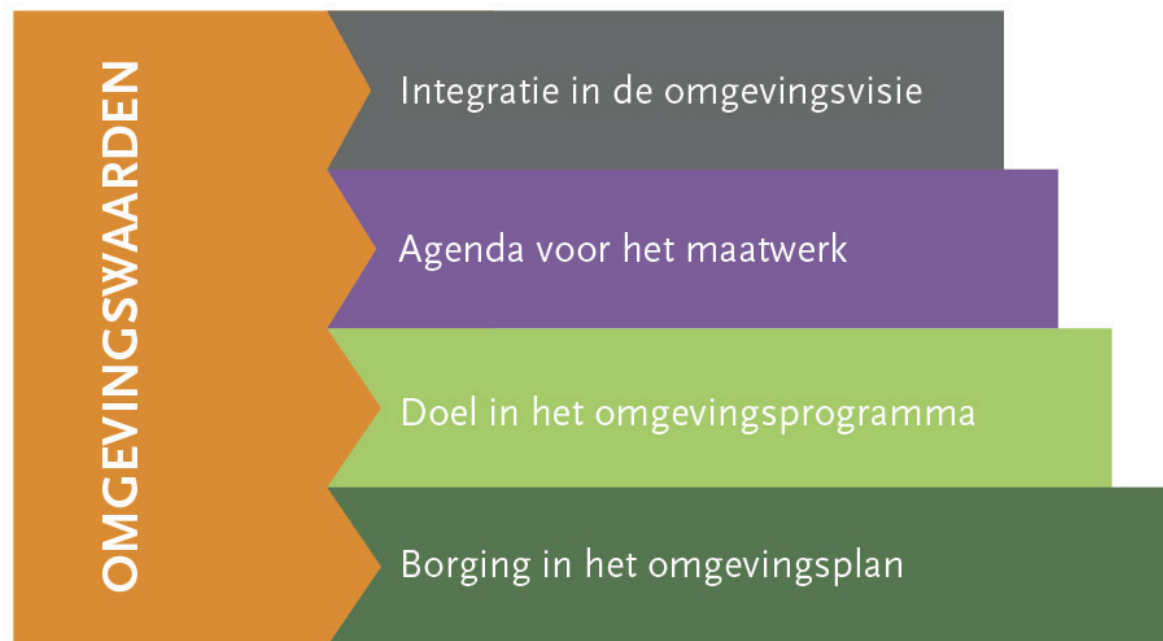 OMGEVINGSWAARDEN
Integratie in de omgevingsvisie
Agenda voor het maatwerk
Doel in het omgevingsprogramma
Borging in het omgevingsplan